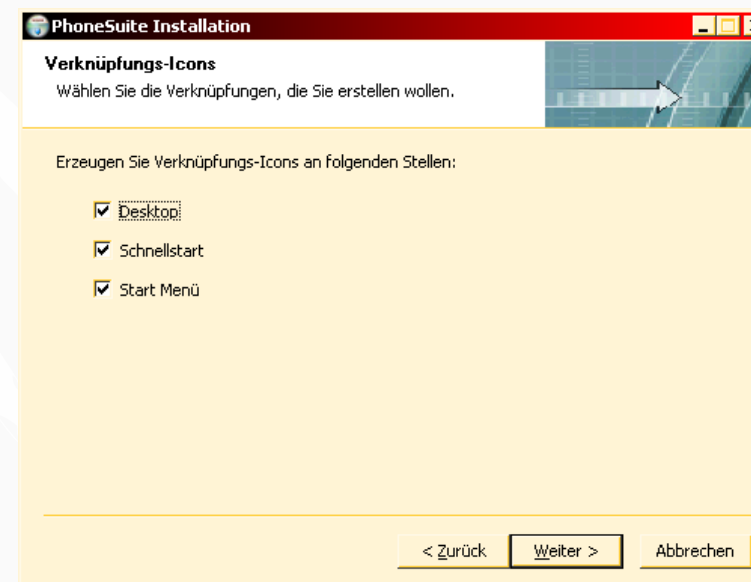 PhoneSuite Installation
Verknüpfungs-Icons
Wählen Sie die Verknüpfungen, die Sie erstellen wollen.
Erzeugen Sie Verknüpfungs-Icons an folgenden Stellen:
Desktop
Schnellstart
Start Menü
< Zurück
Weiter >
Abbrechen